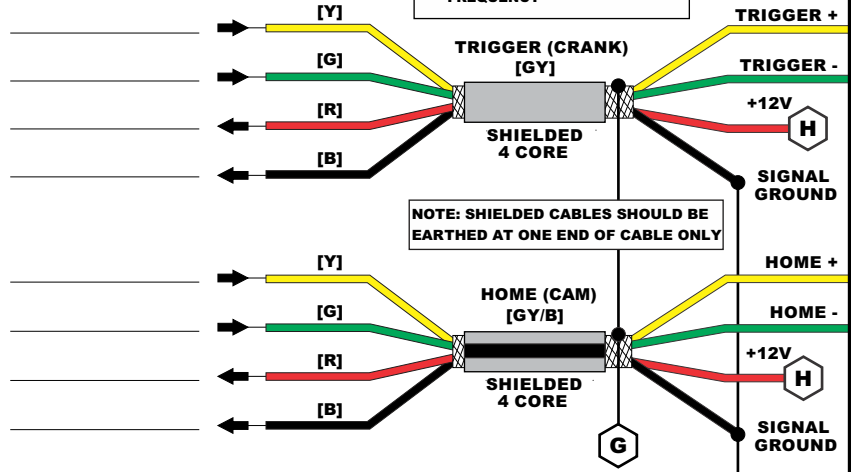 FREQUENCY
[Y]
TRIGGER +
TRIGGER (CRANK)
[GY]
[G]
TRIGGER -
[R]
+12V
H
SHIELDED
4 CORE
[B]
SIGNAL
GROUND
NOTE: SHIELDED CABLES SHOULD BE
EARTHED AT ONE END OF CABLE ONLY
[Y]
HOME +
HOME (CAM)
[GY/B]
[G]
HOME -
[R]
+12V
H
SHIELDED
4 CORE
[B]
SIGNAL
GROUND
G